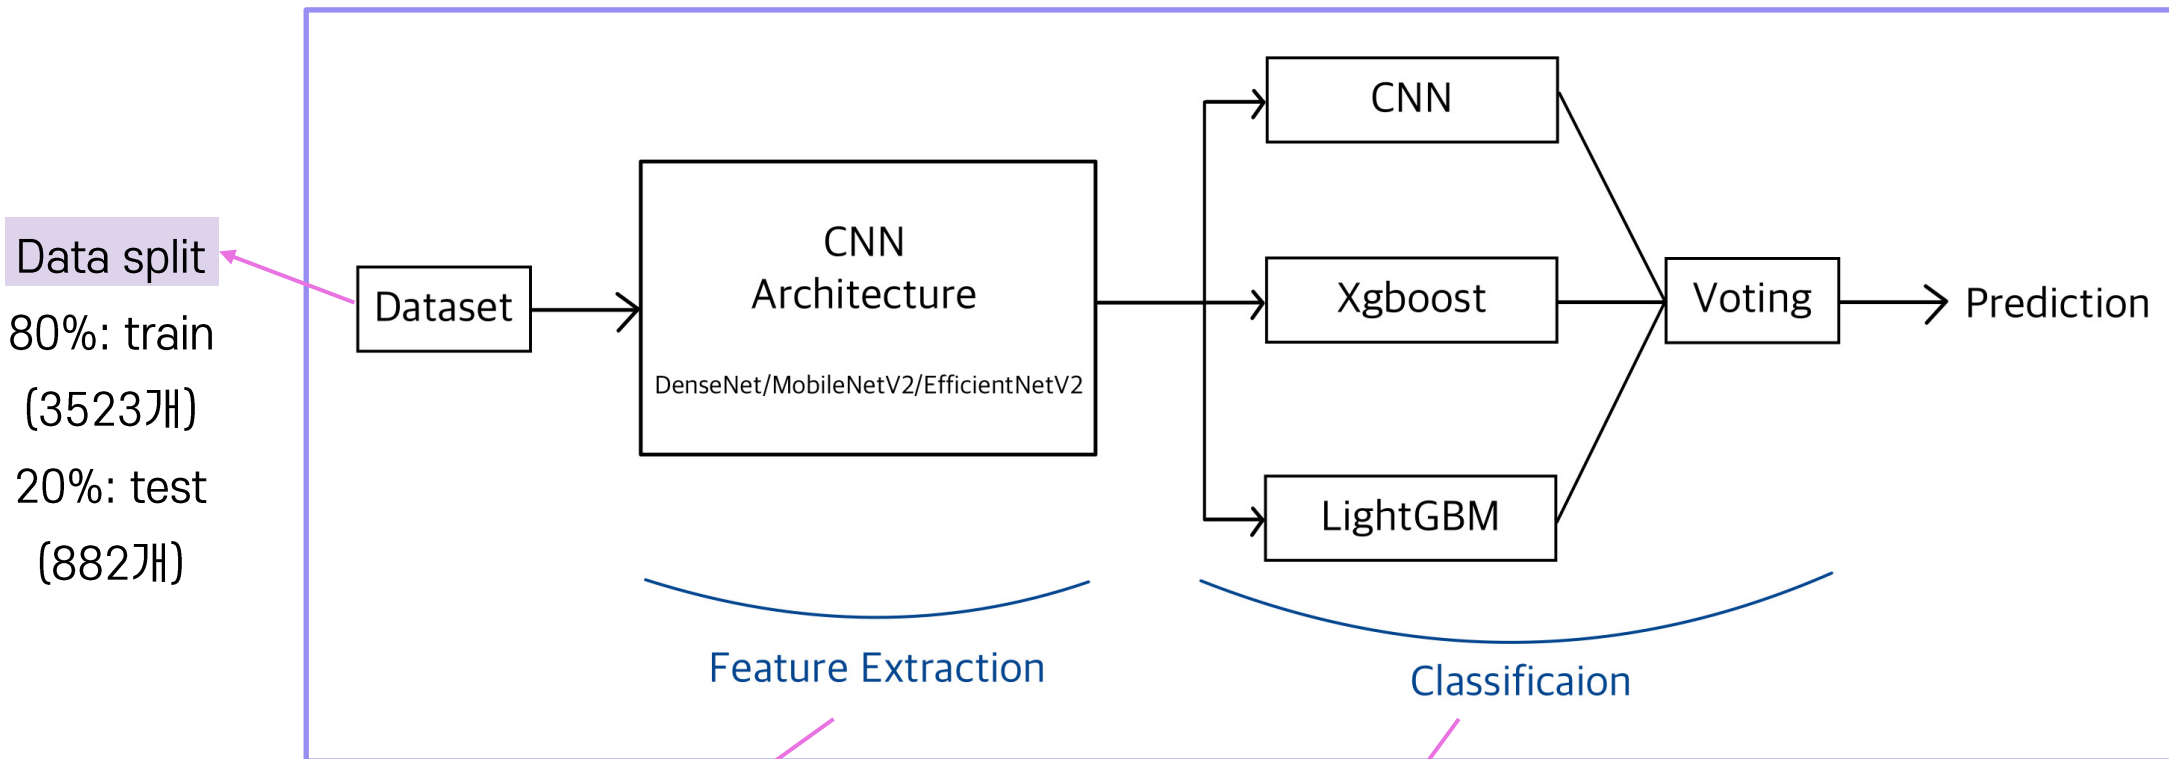 Data split
80%: train
(3523개)
20%: test
(882개)
Dataset
CNN
Architecture
DenseNet/MobileNetV2/EfficientNetV2
CNN
Xgboost
LightGBM
Voting
Prediction
Feature Extraction
Classificaion